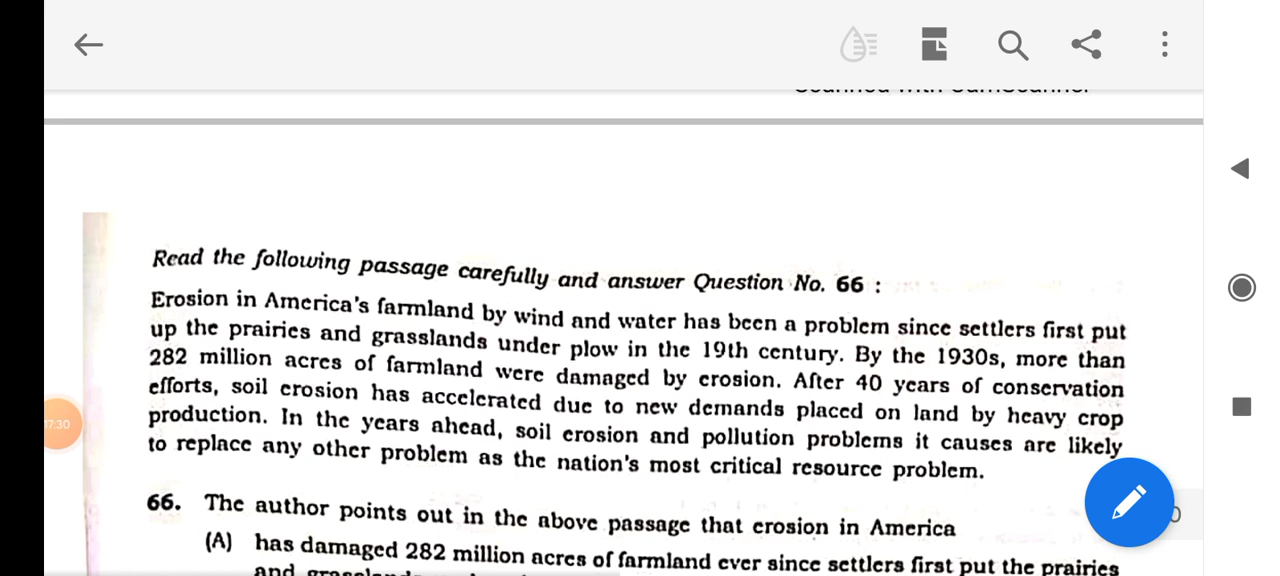 Read the following passage carefully and answer Question No. 66 :
Erosion in America's farmland by wind and water has been a problem since settlers first put
up the prairies and grasslands under plow in the 19th century. By the 1930s, more than
282 million acres of farmland were damaged by erosion. After 40 years of conservation
efforts, soil erosion has accelerated due to new demands placed on land by heavy crop
production. In the years ahead, soil erosion and pollution problems it causes are likely
to replace any other problem as the nation's most critical resource problem.
17:30
66. The author points out in the above passage that erosion in America
(A) has damaged 282 million acres of farmland ever since settlers first put the prairies